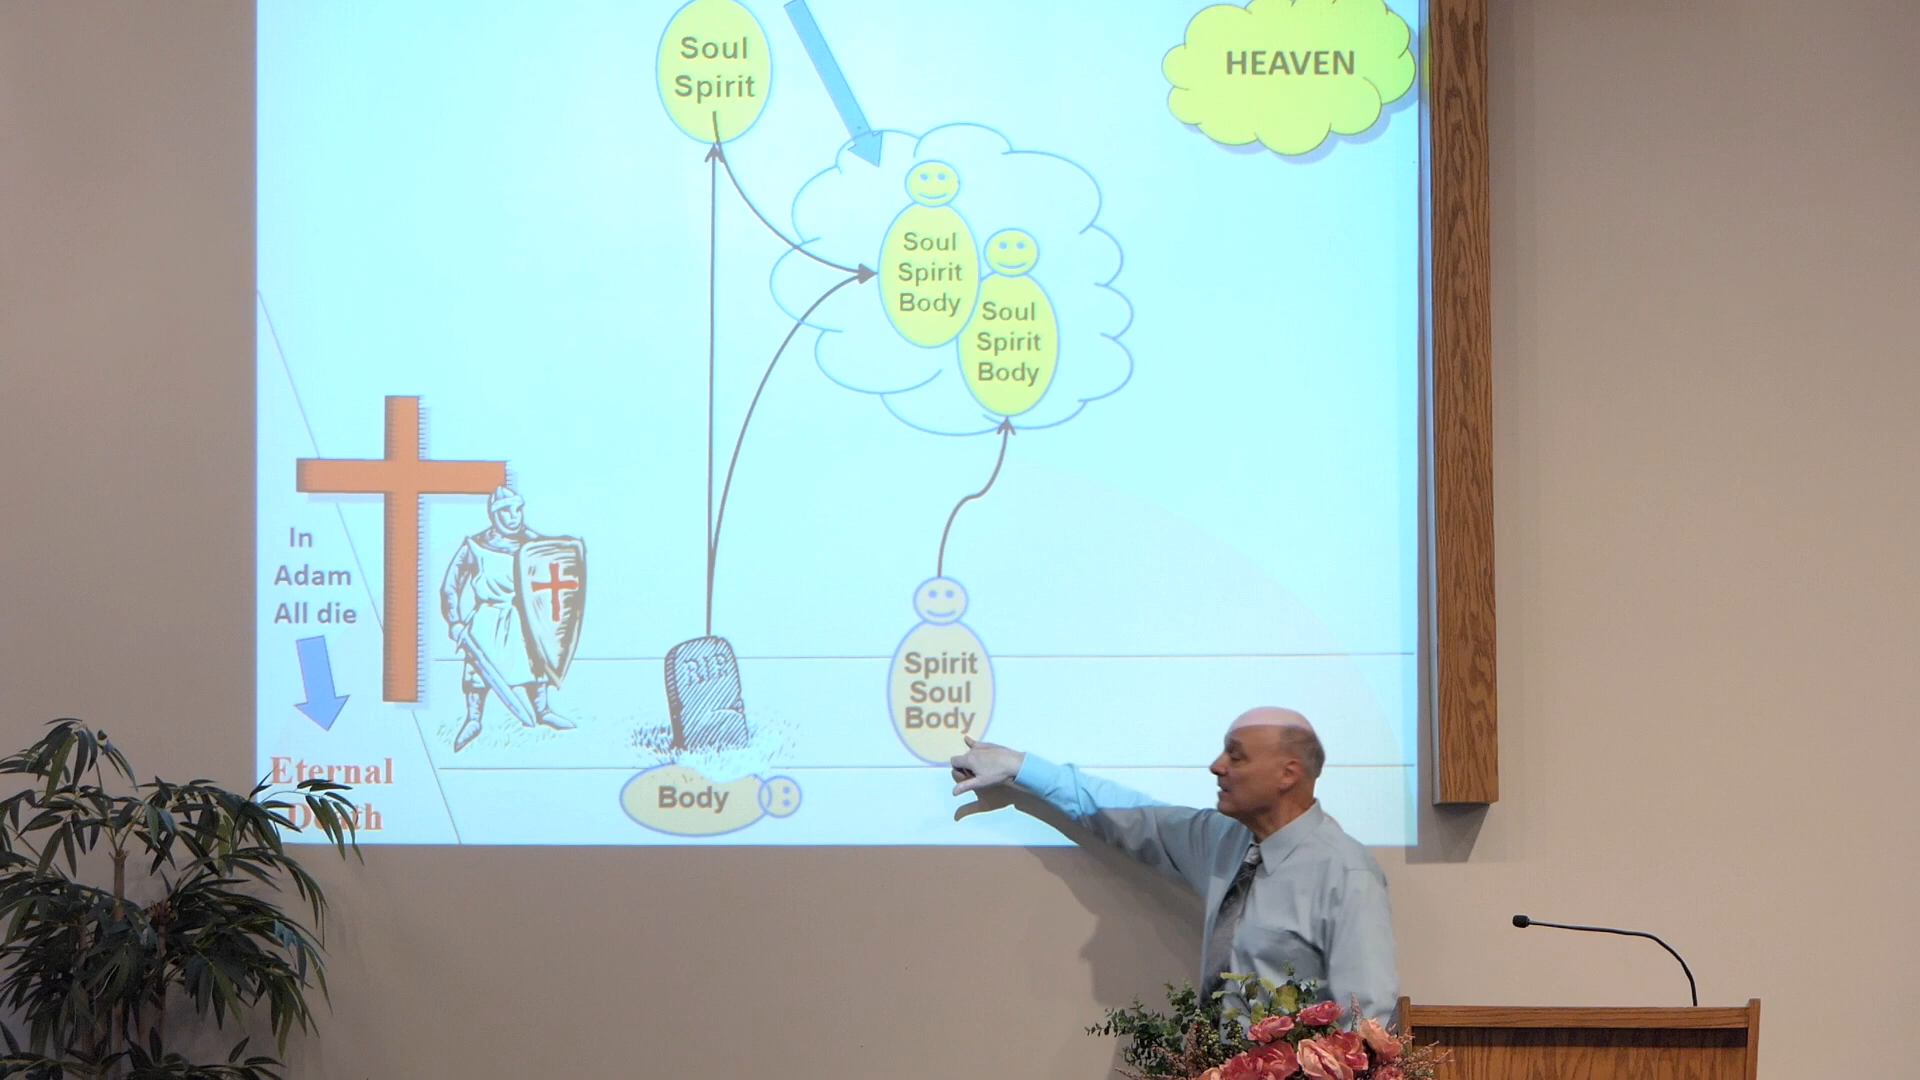 Soul
Spirit
HEAVEN
Soul
Spirit
Body
Soul
Spirit
Body
In
Adam
All die
RIP
Spirit
Soul
Body
Eternal
Death
Body